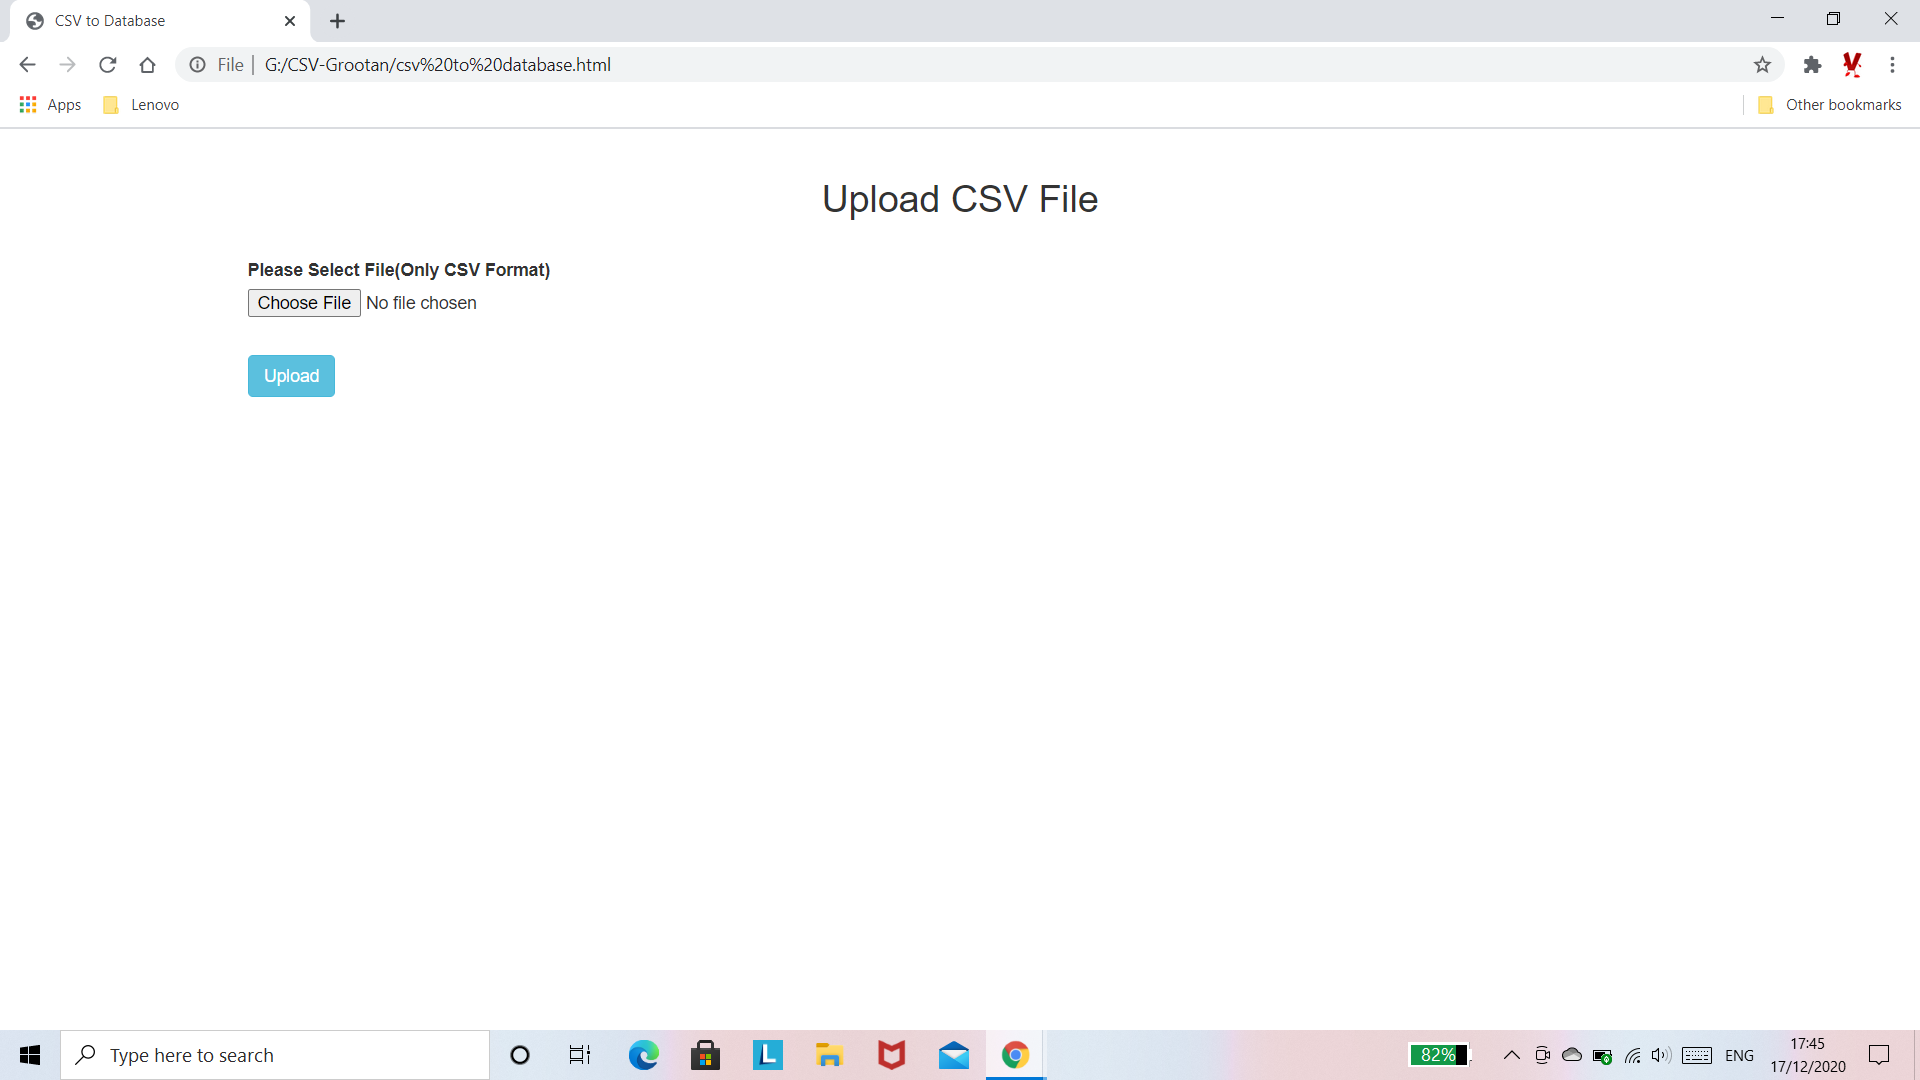 CSV to Database
File | G:/CSV-Grootan/csv%20to%20database.html
Apps Lenovo Other bookmarks
Upload CSV File
Please Select File(Only CSV Format)
Choose File No file chosen
Upload
Type here to search
L
82%
ENG
17:45
17/12/2020